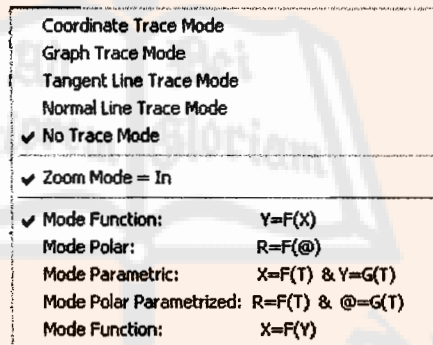 Coordinate Trace Mode
Graph Trace Mode
Tangent Line Trace Mode
Normal Line Trace Mode
✔ No Trace Mode
✔ Zoom Mode = In
✔ Mode Function: Y=F(X)
Mode Polar: R=F(@)
Mode Parametric: X=F(T) & Y=G(T)
Mode Polar Parametrized: R=F(T) & @=G(T)
Mode Function: X=F(Y)